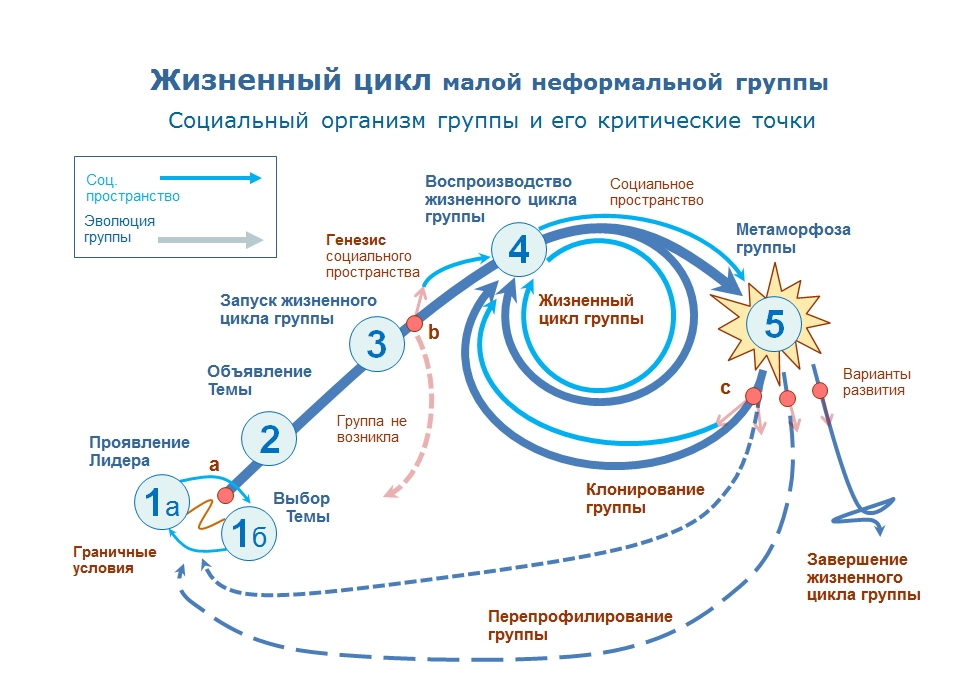 Жизненный цикл малой неформальной группы
Социальный организм группы и его критические точки
Соц.
пространство
Эволюция
группы
Воспроизводство
жизненного цикла
группы
Социальное
пространство
Метаморфоза
группы
Генезис
социального
пространства
4
5
Жизненный
цикл группы
Запуск жизненного
цикла группы
3
b
Объявление
Темы
2
Группа не
возникла
c
Варианты
развития
Проявление
Лидера
a
1а
Выбор
Темы
1б
Граничные
условия
Клонирование
группы
Перепрофилирование
группы
Завершение
жизненного
цикла группы